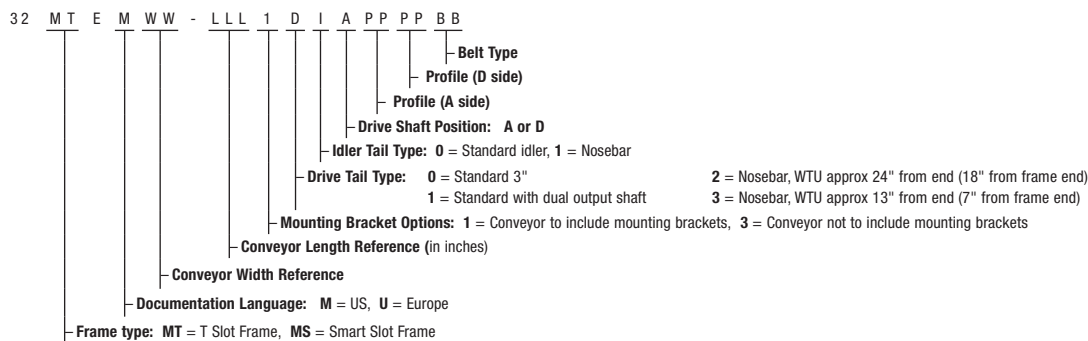 32 MT E M WW - LLL 1 D I A PP PP BB
Belt Type
Profile (D side)
Profile (A side)
Drive Shaft Position: A or D
Idler Tail Type: 0 = Standard idler, 1 = Nosebar
Drive Tail Type: 0 = Standard 3" 2 = Nosebar, WTU approx 24" from end (18" from frame end)
1 = Standard with dual output shaft 3 = Nosebar, WTU approx 13" from end (7" from frame end)
Mounting Bracket Options: 1 = Conveyor to include mounting brackets, 3 = Conveyor not to include mounting brackets
Conveyor Length Reference (in inches)
Conveyor Width Reference
Documentation Language: M = US, U = Europe
Frame type: MT = T Slot Frame, MS = Smart Slot Frame